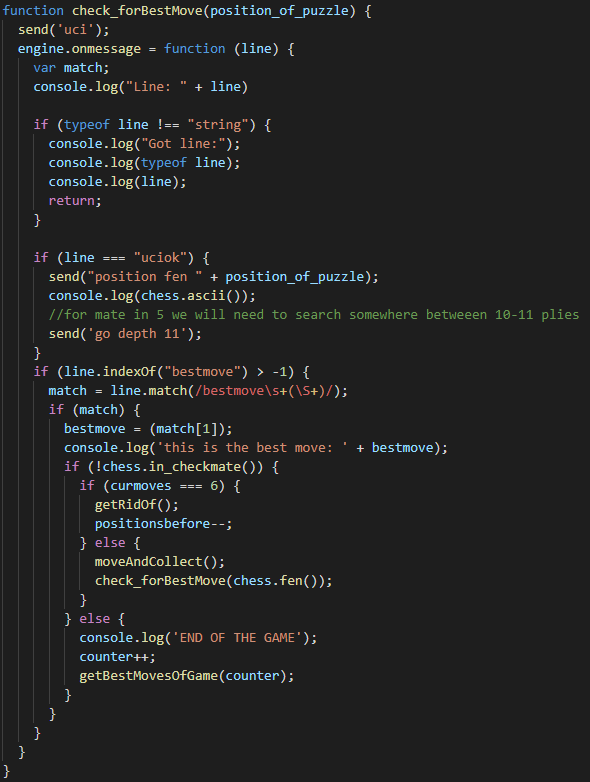 function check_forBestMove(position_of_puzzle) {
  send('uci');
  engine.onmessage = function (line) {
    var match;
    console.log("Line: " + line)

    if (typeof line !== "string") {
      console.log("Got line:");
      console.log(typeof line);
      console.log(line);
      return;
    }

    if (line === "uciok") {
      send("position fen " + position_of_puzzle);
      console.log(chess.ascii());
      //for mate in 5 we will need to search somewhere betweeen 10-11 plies
      send('go depth 11');
    }
    if (line.indexOf("bestmove") > -1) {
      match = line.match(/bestmove\s+(\S+)/);
      if (match) {
        bestmove = (match[1]);
        console.log('this is the best move: ' + bestmove);
        if (!chess.in_checkmate()) {
          if (curmoves === 6) {
            getRidOf();
            positionsbefore--;
          } else {
            moveAndCollect();
            check_forBestMove(chess.fen());
          }
        } else {
          console.log('END OF THE GAME');
          counter++;
          getBestMovesOfGame(counter);
        }
      }
    }
  }
}